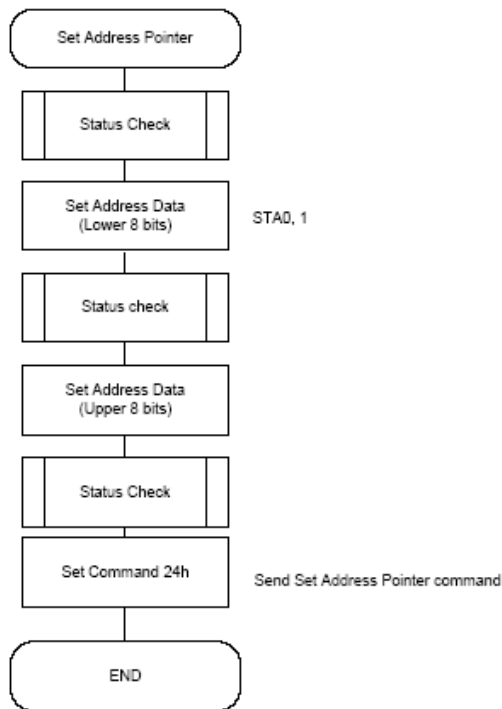 Set Address Pointer
Status Check
Set Address Data
(Lower 8 bits)
STA0, 1
Status check
Set Address Data
(Upper 8 bits)
Status Check
Set Command 24h
Send Set Address Pointer command
END